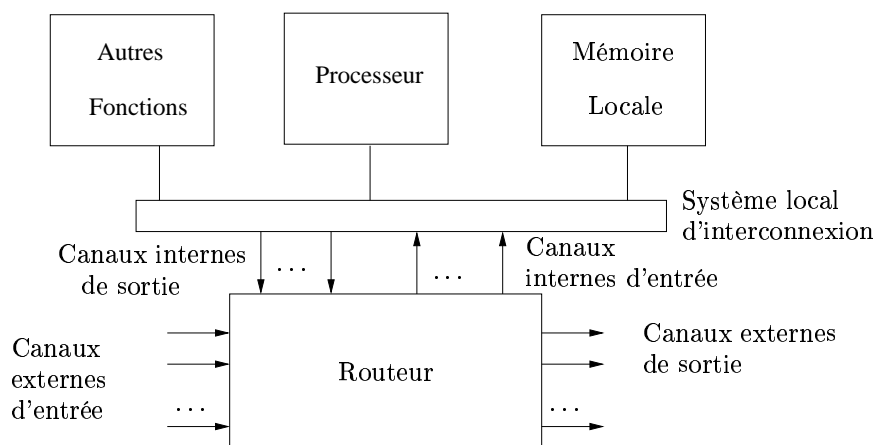 Autres
Fonctions
Processeur
Mémoire
Locale
Système local
d'interconnexion
Canaux internes
de sortie
...
...
Canaux
internes d'entrée
Canaux
externes
d'entrée
...
Routeur
Canaux externes
de sortie
...